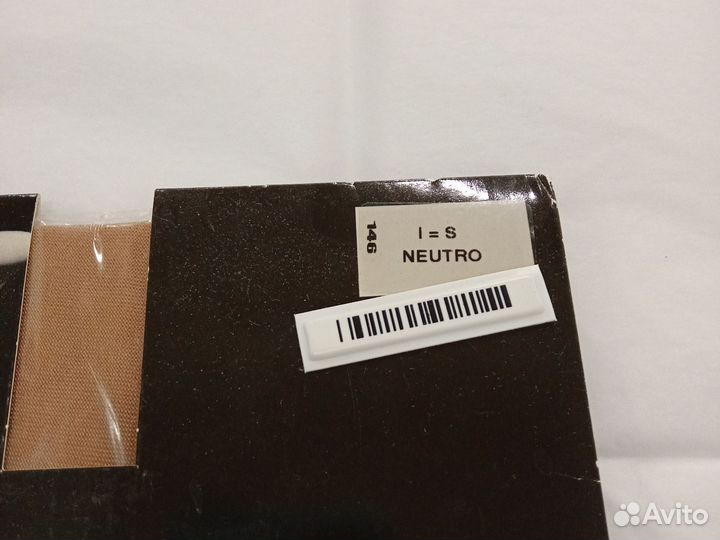 146
I = S
NEUTRO
Avito